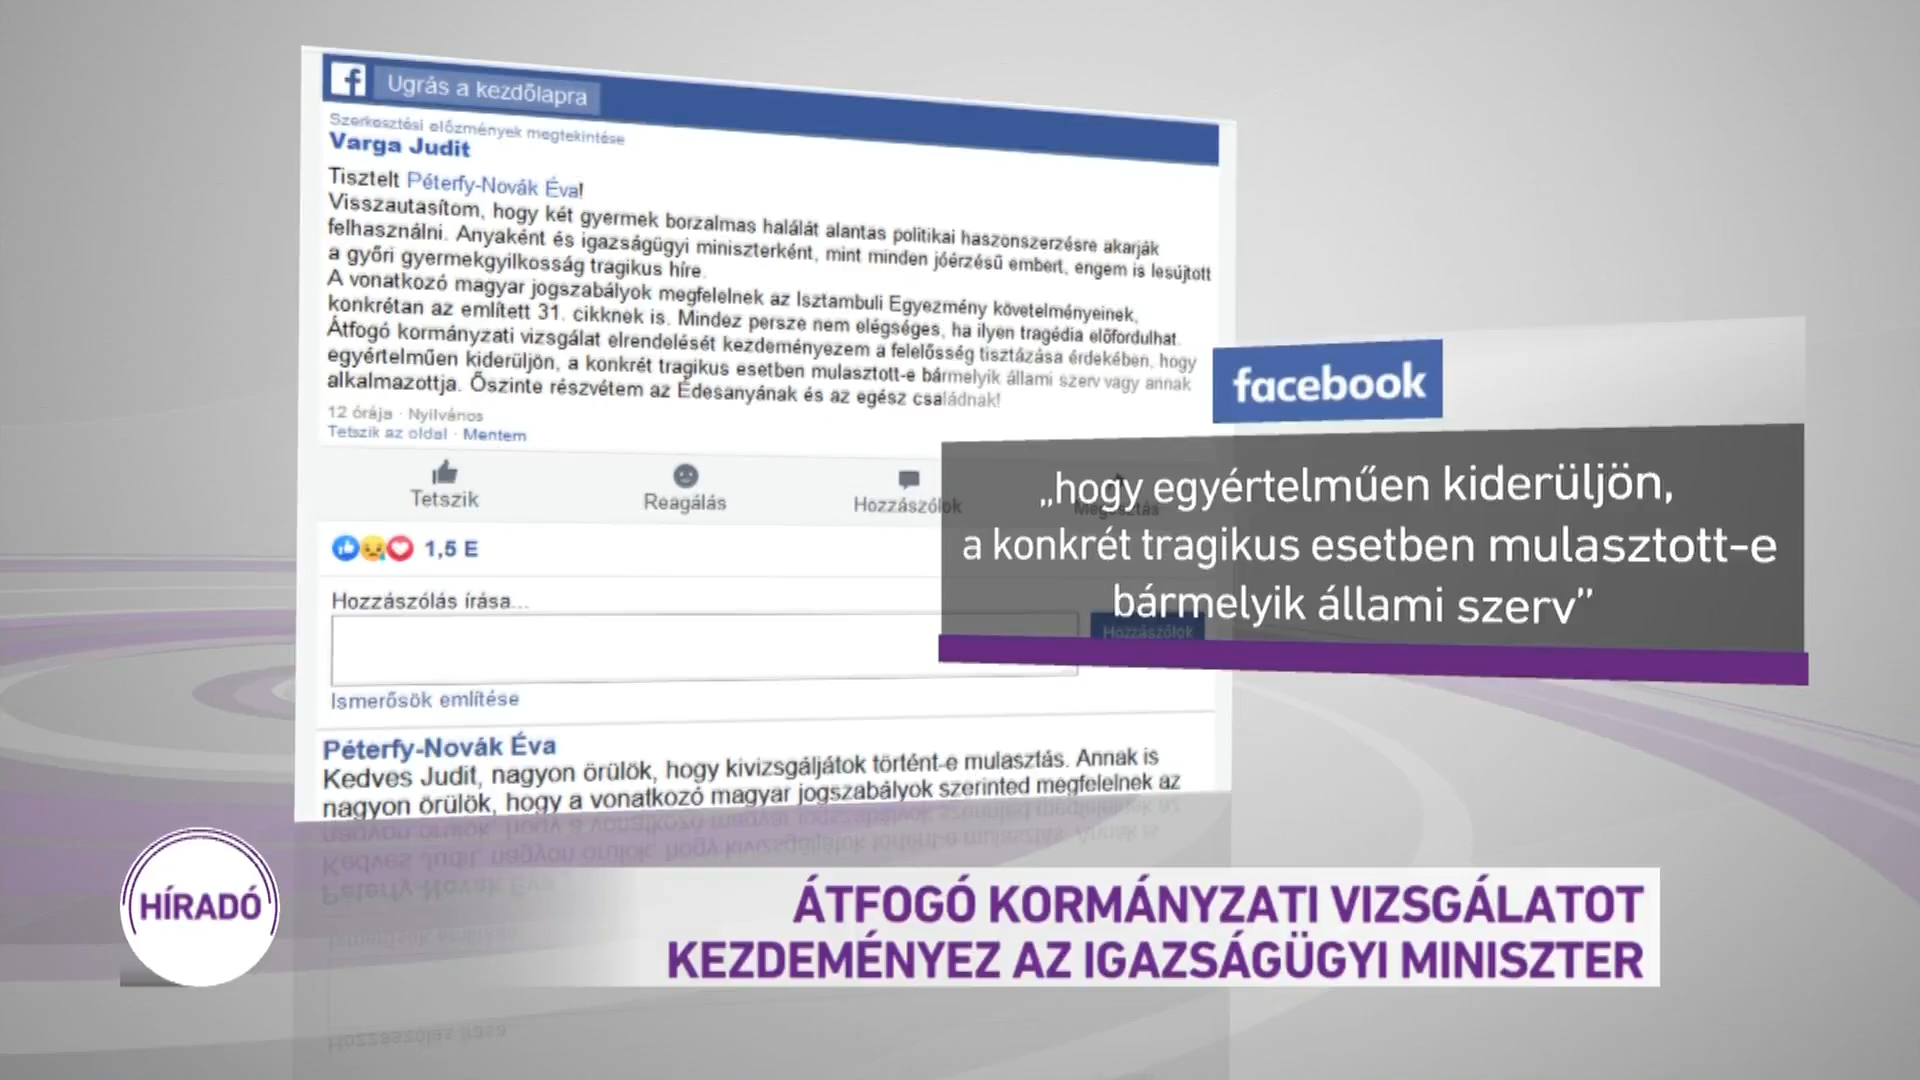 Ugrás a kezdőlapra
Szerkesztési előzmények megtekintése
Varga Judit
Tisztelt Péterfy-Novák Éva!
Visszautasítom, hogy két gyermek borzalmas halálát alantas politikai haszonszerzésre akarják
felhasználni. Anyaként és igazságügyi miniszterként, mint minden jóérzésű embert, engem is lesújtott
a győri gyermekgyilkosság tragikus híre.
A vonatkozó magyar jogszabályok megfelelnek az Isztambuli Egyezmény követelményeinek,
konkrétan az említett 31. cikknek is. Mindez persze nem elégséges, ha ilyen tragédia előfordulhat.
Átfogó kormányzati vizsgálat elrendelését kezdeményezem a felelősség tisztázása érdekében, hogy
egyértelműen kiderüljön, a konkrét tragikus esetben mulasztott-e bármelyik állami szerv vagy annak
alkalmazottja. Őszinte részvétem az Édesanyának és az egész családnak!
12 órája · Nyilvános
Tetszik az oldal · Mentem
Tetszik
Reagálás
Hozzászólok
Megosztás
1,5 E
Hozzászólás írása...
Hozzászólok
Ismerősök említése
Péterfy-Novák Éva
Kedves Judit, nagyon örülök, hogy kivizsgáljátok történt-e mulasztás. Annak is
nagyon örülök, hogy a vonatkozó magyar jogszabályok szerinted megfelelnek az
facebook
„hogy egyértelműen kiderüljön,
a konkrét tragikus esetben mulasztott-e
bármelyik állami szerv”
HÍRADÓ
ÁTFOGÓ KORMÁNYZATI VIZSGÁLATOT
KEZDEMÉNYEZ AZ IGAZSÁGÜGYI MINISZTER